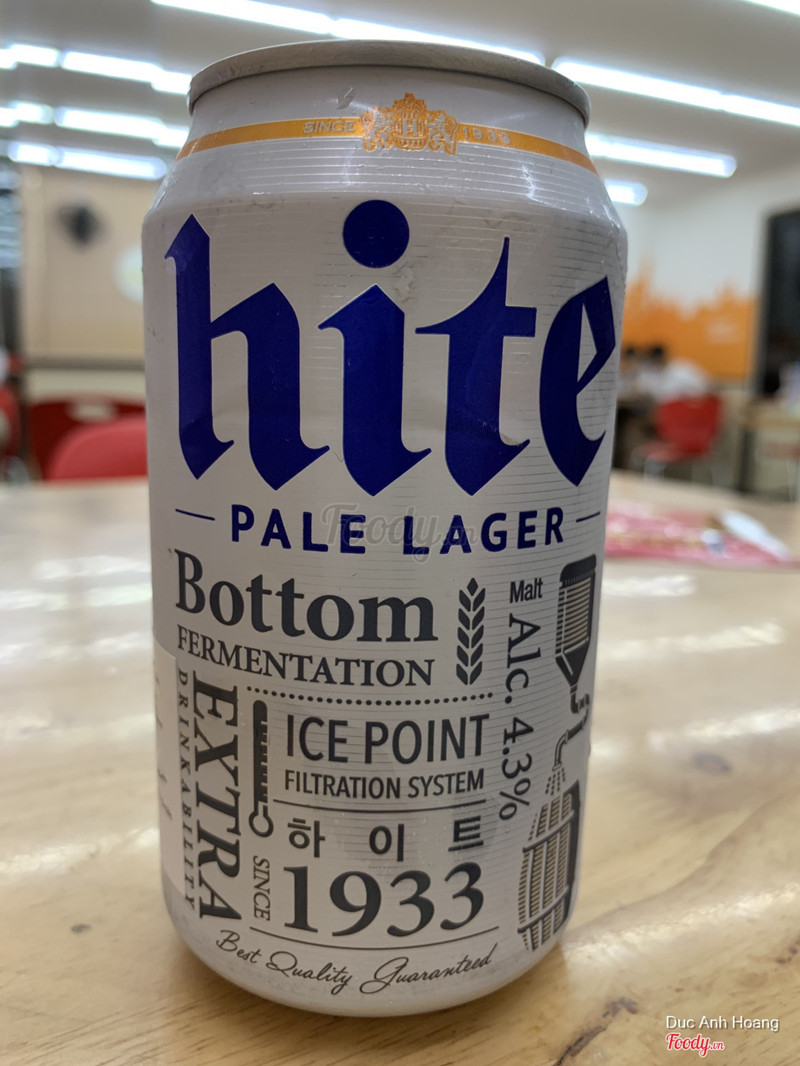 SINCE 1933
hite
PALE LAGER
Bottom
FERMENTATION
Malt
Alc. 4.3%
EXTRA
DRINKABILITY
ICE POINT
FILTRATION SYSTEM
하이트
SINCE
1933
Best Quality Guaranteed
Foody.vn
Duc Anh Hoang
Foody.vn